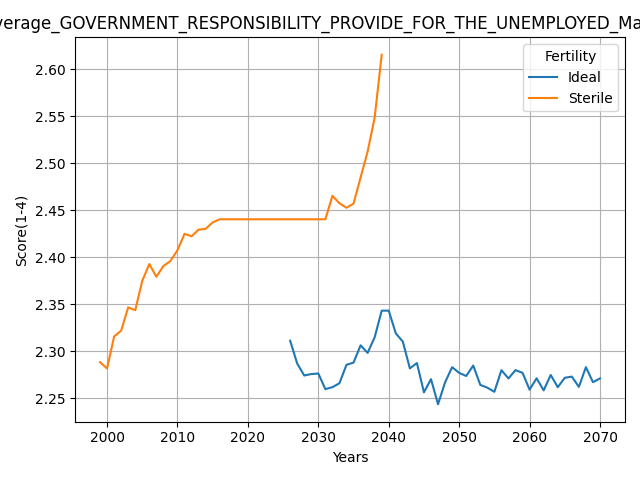 verage_GOVERNMENT_RESPONSIBILITY_PROVIDE_FOR_THE_UNEMPLOYED_Ma
Fertility
Ideal
Sterile
2.60
2.55
2.50
2.45
2.40
2.35
2.30
2.25
Score(1-4)
2000 2010 2020 2030 2040 2050 2060 2070
Years